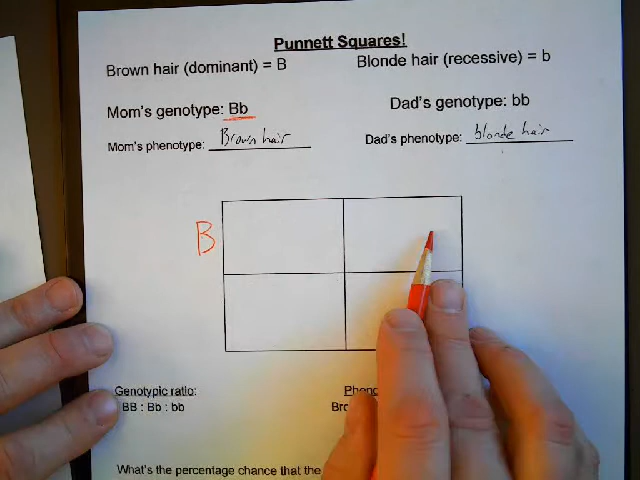 Punnett Squares!
Brown hair (dominant) = B
Blonde hair (recessive) = b
Mom's genotype: Bb
Dad's genotype: bb
Mom's phenotype: Brown hair
Dad's phenotype: blonde hair
B
Genotypic ratio:
BB : Bb : bb
What's the percentage chance that the